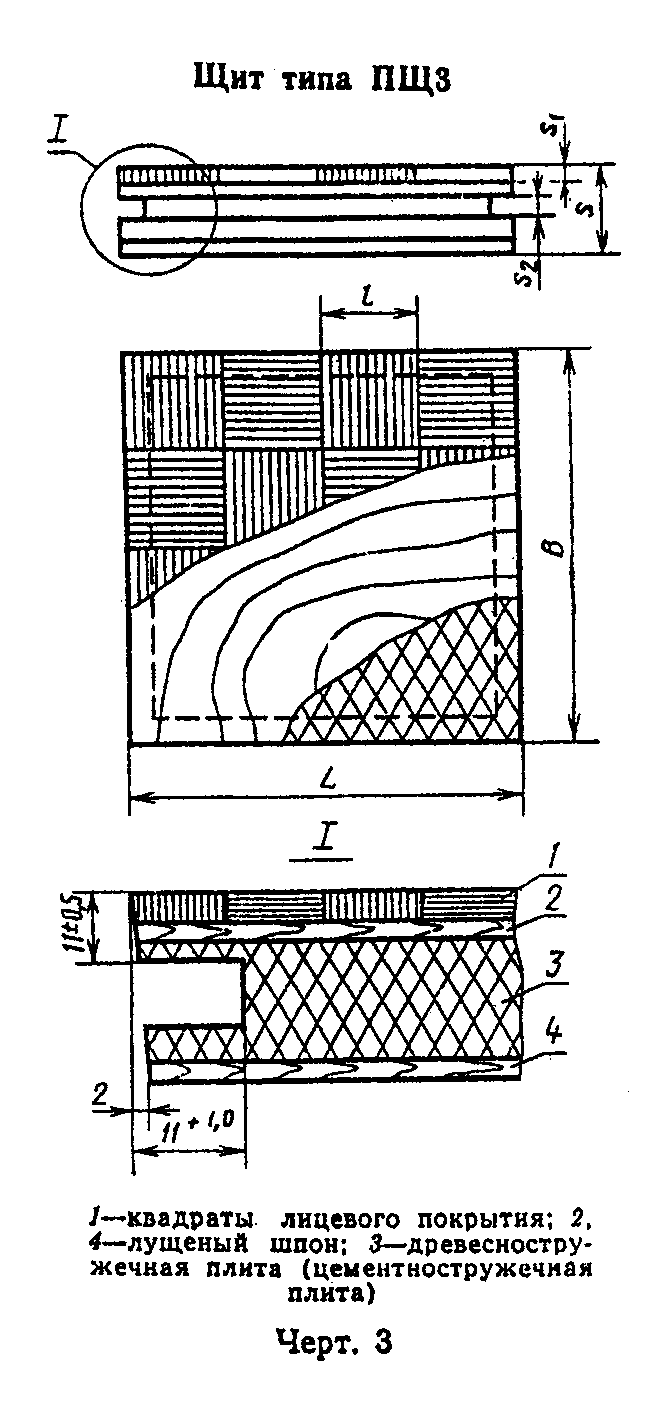 Щит типа ПЩ3
I
s₁
s
s₂
l
B
L
I
11±0,5
1
2
3
4
2
11 + 1,0
1—квадраты лицевого покрытия; 2,
4—лущеный шпон; 3—древесностру-
жечная плита (цементностружечная
плита)
Черт. 3